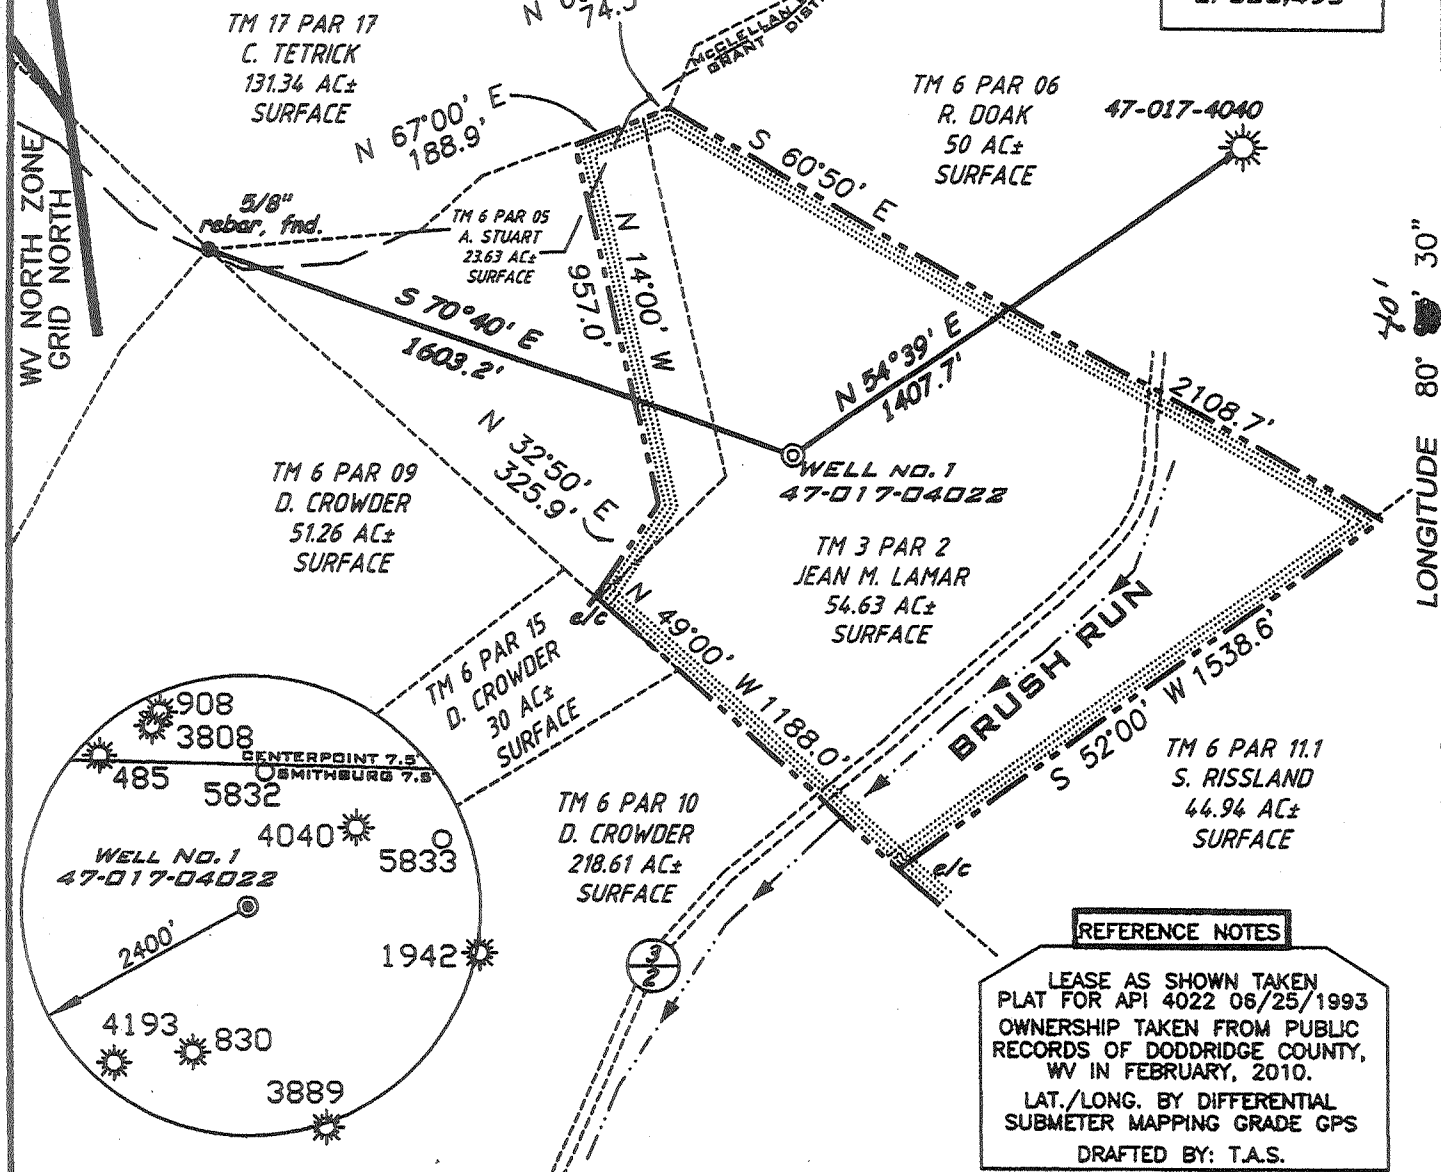 TM 17 PAR 17
C. TETRICK
131.34 AC±
SURFACE
MCCLELLAN
GRANT DIST
TM 6 PAR 06
R. DOAK
50 AC±
SURFACE
47-017-4040
N 67°00' E
188.9'
S 60°50' E
2108.7'
WV NORTH ZONE
GRID NORTH
5/8"
rebar, fnd.
TM 6 PAR 05
A. STUART
23.63 AC±
SURFACE
N 14°00' W
957.0'
S 70°40' E
1603.2'
N 54°39' E
1407.7'
40'
LONGITUDE 80° 30"
N 32°50' E
325.9'
WELL NO. 1
47-017-04022
TM 6 PAR 09
D. CROWDER
51.26 AC±
SURFACE
TM 3 PAR 2
JEAN M. LAMAR
54.63 AC±
SURFACE
e/c
N 49°00' W 1188.0'
BRUSH RUN
S 52°00' W 1538.6'
TM 6 PAR 15
D. CROWDER
30 AC±
SURFACE
TM 6 PAR 11.1
S. RISSLAND
44.94 AC±
SURFACE
TM 6 PAR 10
D. CROWDER
218.61 AC±
SURFACE
e/c
3
2
908
3808
CENTERPOINT 7.5'
SMITHBURG 7.5'
485
5832
4040
5833
WELL NO. 1
47-017-04022
2400'
1942
4193
830
3889
REFERENCE NOTES
LEASE AS SHOWN TAKEN
PLAT FOR API 4022 06/25/1993
OWNERSHIP TAKEN FROM PUBLIC
RECORDS OF DODDRIDGE COUNTY,
WV IN FEBRUARY, 2010.
LAT./LONG. BY DIFFERENTIAL
SUBMETER MAPPING GRADE GPS
DRAFTED BY: T.A.S.